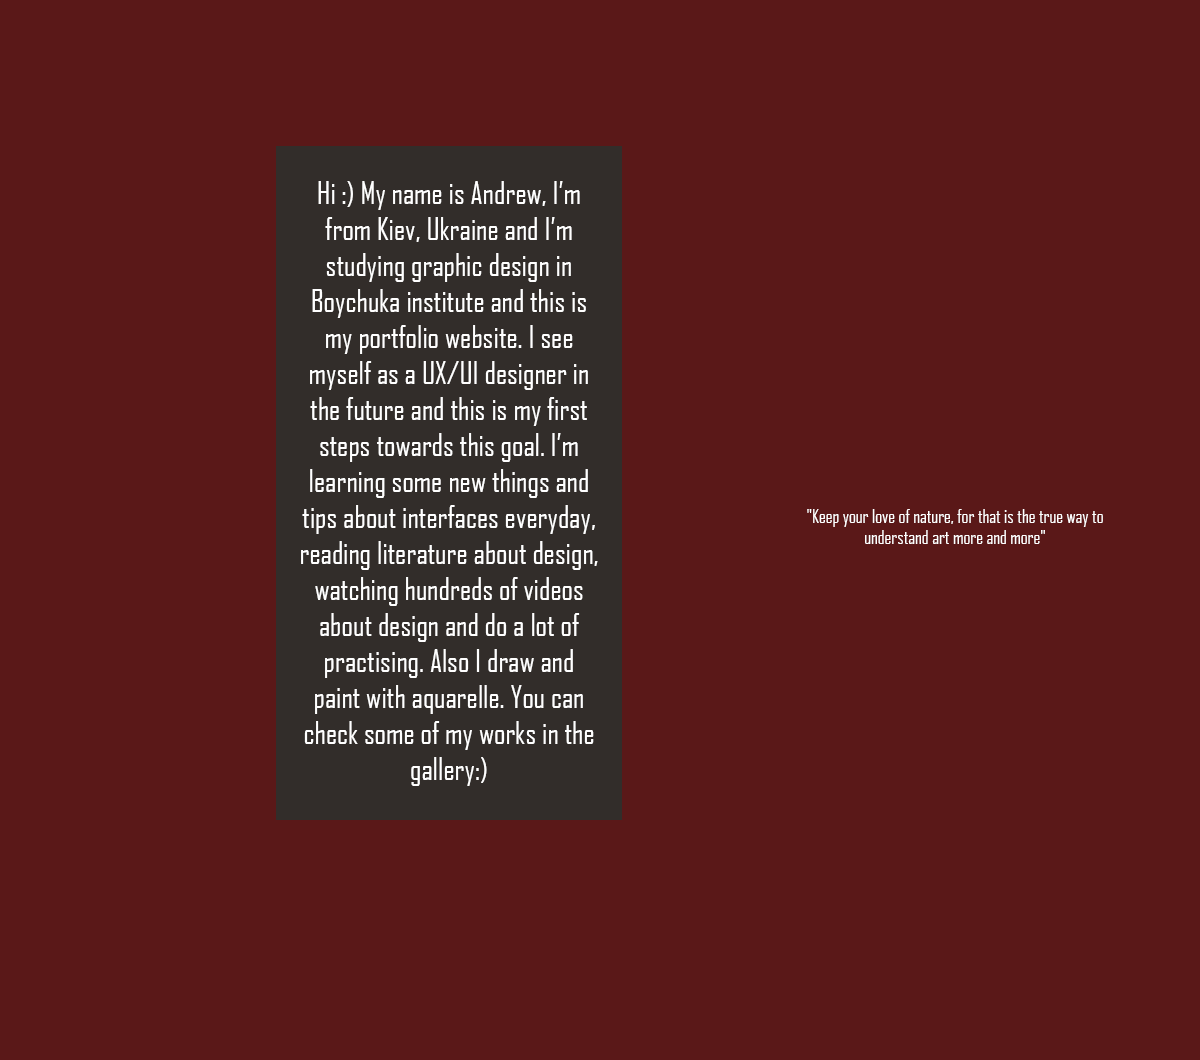 Hi :) My name is Andrew, I’m
from Kiev, Ukraine and I’m
studying graphic design in
Boychuka institute and this is
my portfolio website. I see
myself as a UX/UI designer in
the future and this is my first
steps towards this goal. I’m
learning some new things and
tips about interfaces everyday,
reading literature about design,
watching hundreds of videos
about design and do a lot of
practising. Also I draw and
paint with aquarelle. You can
check some of my works in the
gallery:)
"Keep your love of nature, for that is the true way to
understand art more and more"